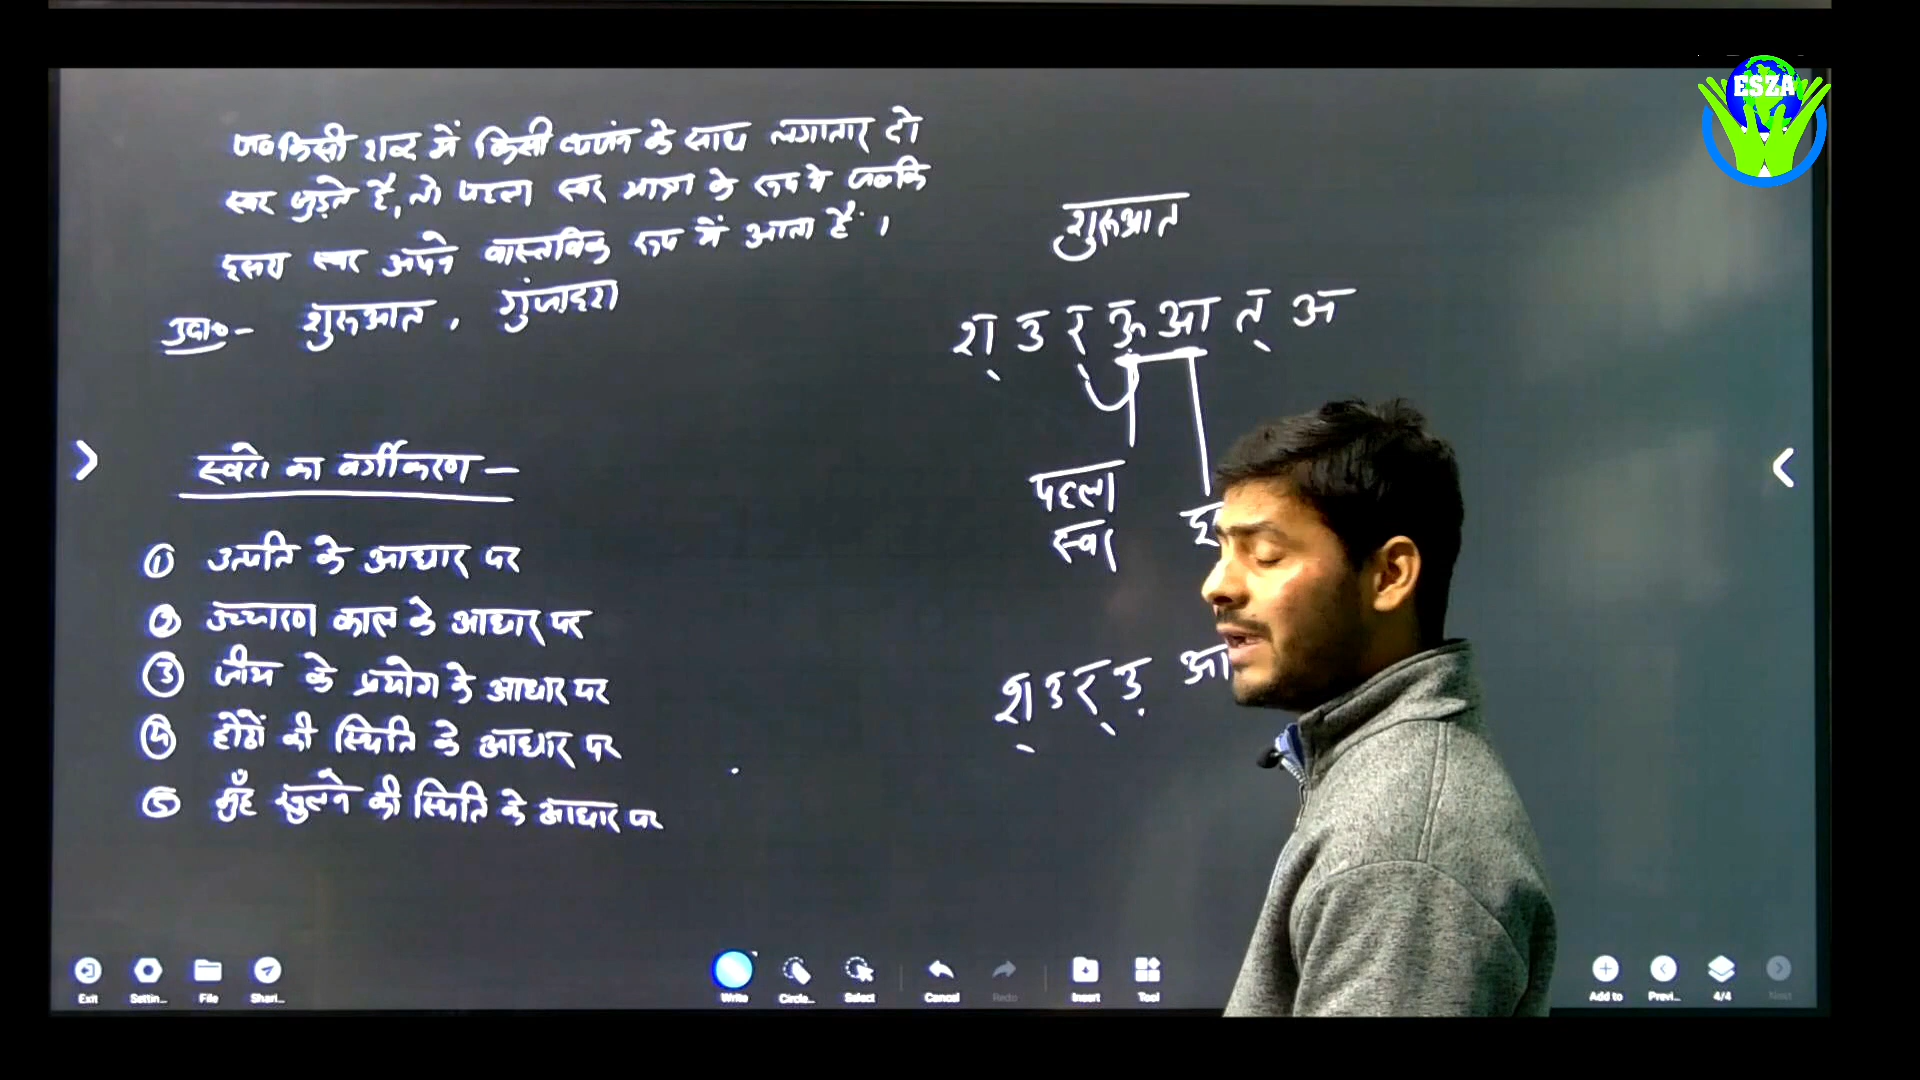 जब किसी शब्द में किसी व्यजंन के साथ लगातार दो
स्वर जुड़ते है, तो पहला स्वर मात्रा के रूप मे जबकि
दूसरा स्वर अपने वास्तविक रूप में आता है।
उदा०:- शुरूआत, गुंजाइश
स्वरो का वर्गीकरण —
① उत्पति के आधार पर
② उच्चारण काल के आधार पर
③ जीभ के प्रयोग के आधार पर
④ होठों की स्थिति के आधार पर
⑤ मुँह खुलने की स्थिति के आधार पर
शुरूआत
श् उ र् ऊ आ त् अ
पहला
स्वर
श् उ र् उ आ
ESZA
Exit
Settin...
File
Shari...
Write
Circle...
Select
Cancel
Redo
Insert
Tool
Add to
Previ...
4/4
Next